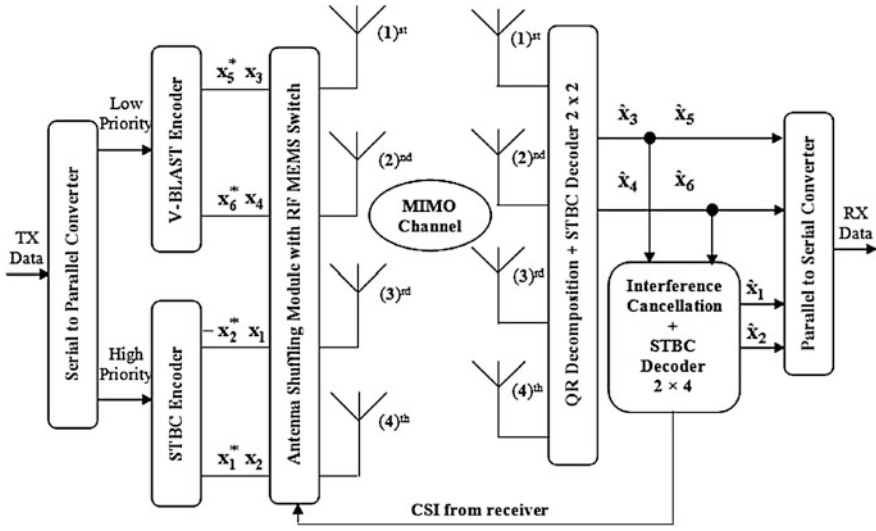 TX
Data
Serial to Parallel Converter
Low
Priority
High
Priority
V-BLAST Encoder
STBC Encoder
x₅* x₃
x₆* x₄
−x₂* x₁
x₁* x₂
Antenna Shuffling Module with RF MEMS Switch
(1)ˢᵗ
(2)ⁿᵈ
(3)ʳᵈ
(4)ᵗʰ
MIMO
Channel
(1)ˢᵗ
(2)ⁿᵈ
(3)ʳᵈ
(4)ᵗʰ
QR Decomposition + STBC Decoder 2 x 2
x̂₃ x̂₅
x̂₄ x̂₆
Interference
Cancellation
+
STBC
Decoder
2 × 4
x̂₁
x̂₂
Parallel to Serial Converter
RX
Data
CSI from receiver